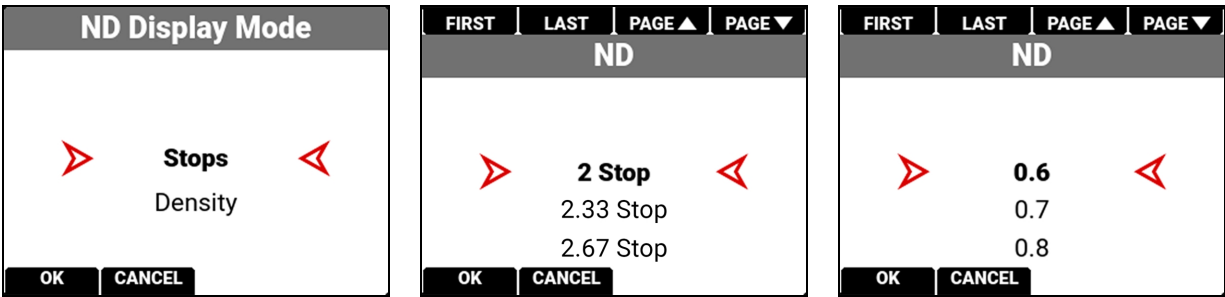 ND Display Mode
Stops
Density
OK CANCEL
FIRST LAST PAGE▲ PAGE▼
ND
2 Stop
2.33 Stop
2.67 Stop
OK CANCEL
FIRST LAST PAGE▲ PAGE▼
ND
0.6
0.7
0.8
OK CANCEL